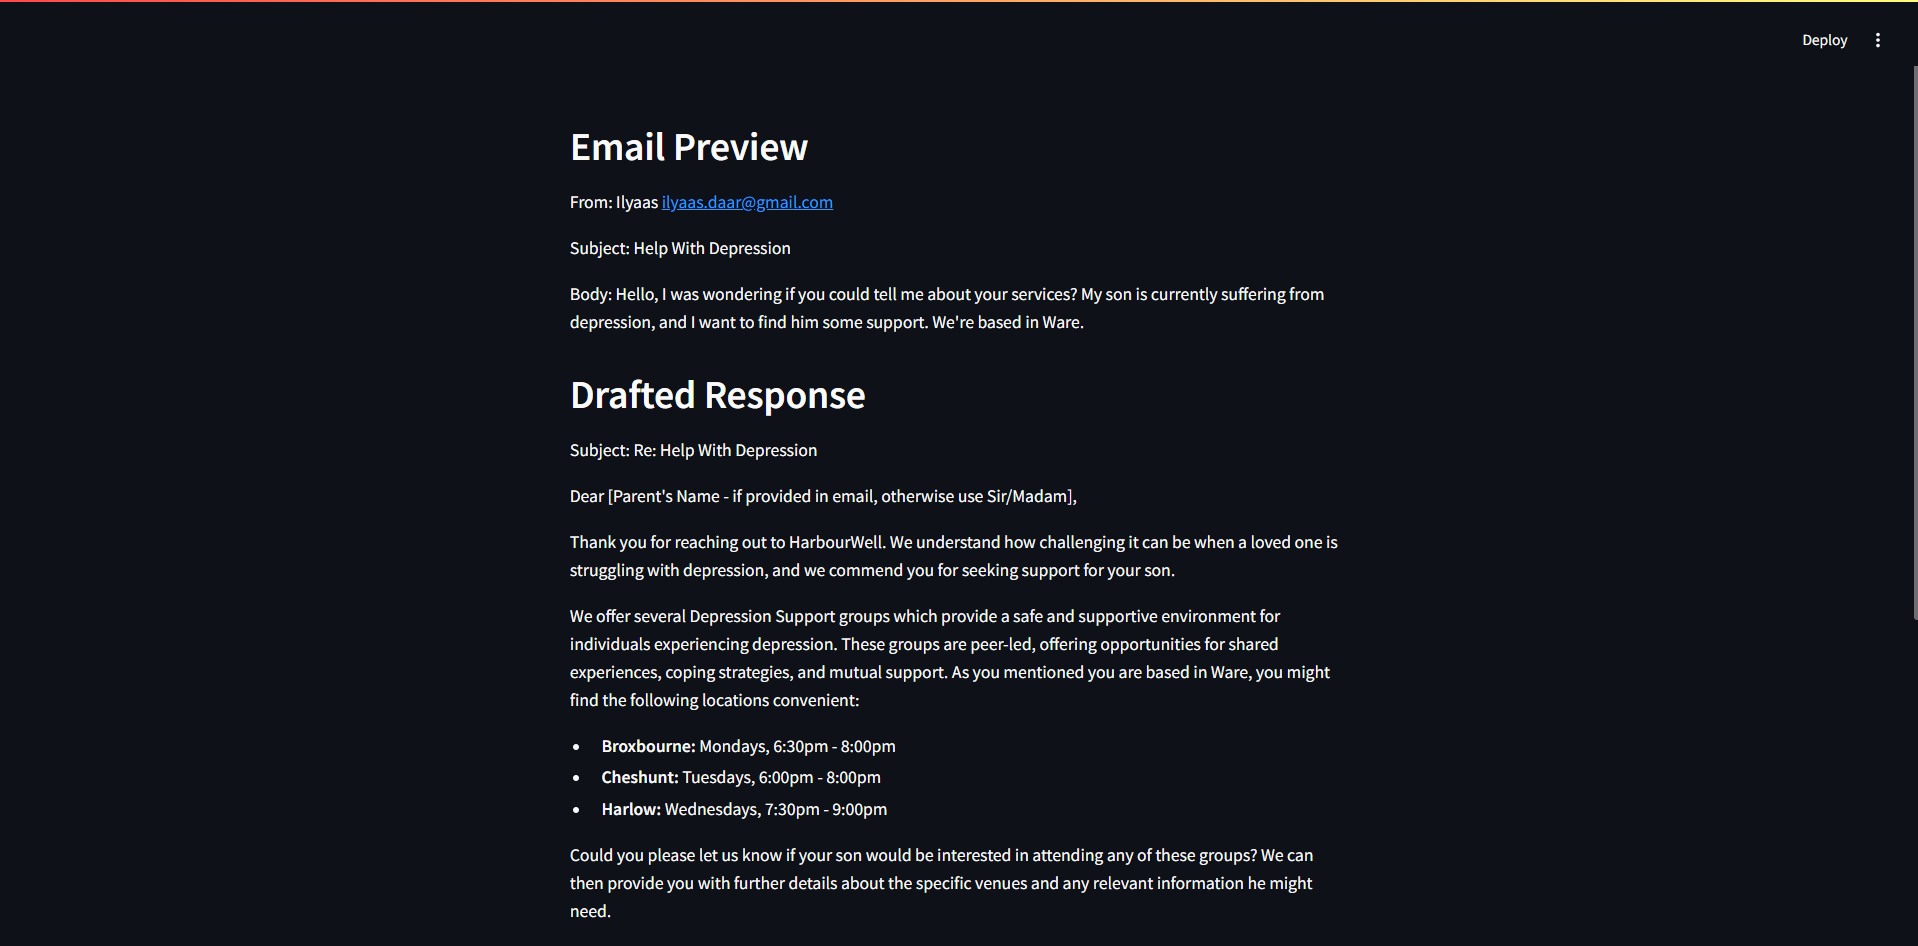 Deploy
Email Preview
From: Ilyaas ilyaas.daar@gmail.com
Subject: Help With Depression
Body: Hello, I was wondering if you could tell me about your services? My son is currently suffering from
depression, and I want to find him some support. We're based in Ware.
Drafted Response
Subject: Re: Help With Depression
Dear [Parent's Name - if provided in email, otherwise use Sir/Madam],
Thank you for reaching out to HarbourWell. We understand how challenging it can be when a loved one is
struggling with depression, and we commend you for seeking support for your son.
We offer several Depression Support groups which provide a safe and supportive environment for
individuals experiencing depression. These groups are peer-led, offering opportunities for shared
experiences, coping strategies, and mutual support. As you mentioned you are based in Ware, you might
find the following locations convenient:
• Broxbourne: Mondays, 6:30pm - 8:00pm
• Cheshunt: Tuesdays, 6:00pm - 8:00pm
• Harlow: Wednesdays, 7:30pm - 9:00pm
Could you please let us know if your son would be interested in attending any of these groups? We can
then provide you with further details about the specific venues and any relevant information he might
need.